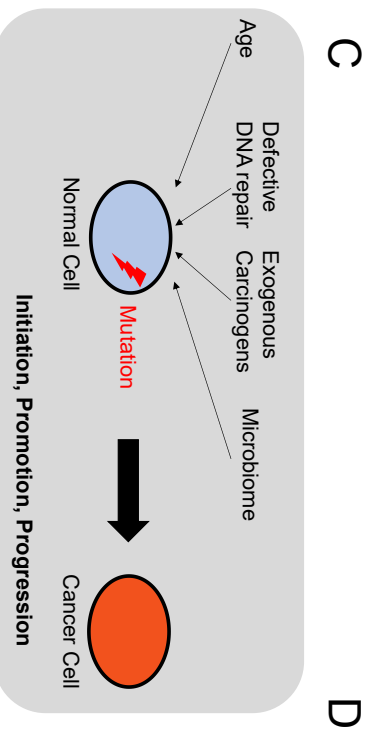 C
D
Age
Defective
DNA repair
Exogenous
Carcinogens
Microbiome
Mutation
Normal Cell
Cancer Cell
Initiation, Promotion, Progression